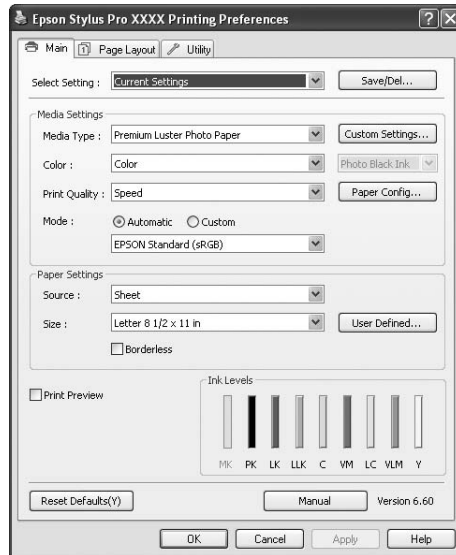 Epson Stylus Pro XXXX Printing Preferences
Main
Page Layout
Utility
Select Setting : Current Settings Save/Del...
Media Settings
Media Type : Premium Luster Photo Paper Custom Settings...
Color : Color Photo Black Ink
Print Quality : Speed Paper Config...
Mode : Automatic Custom
EPSON Standard (sRGB)
Paper Settings
Source : Sheet
Size : Letter 8 1/2 x 11 in User Defined...
Borderless
Print Preview
Ink Levels
MK PK LK LLK C VM LC VLM Y
Reset Defaults(Y) Manual Version 6.60
OK Cancel Apply Help